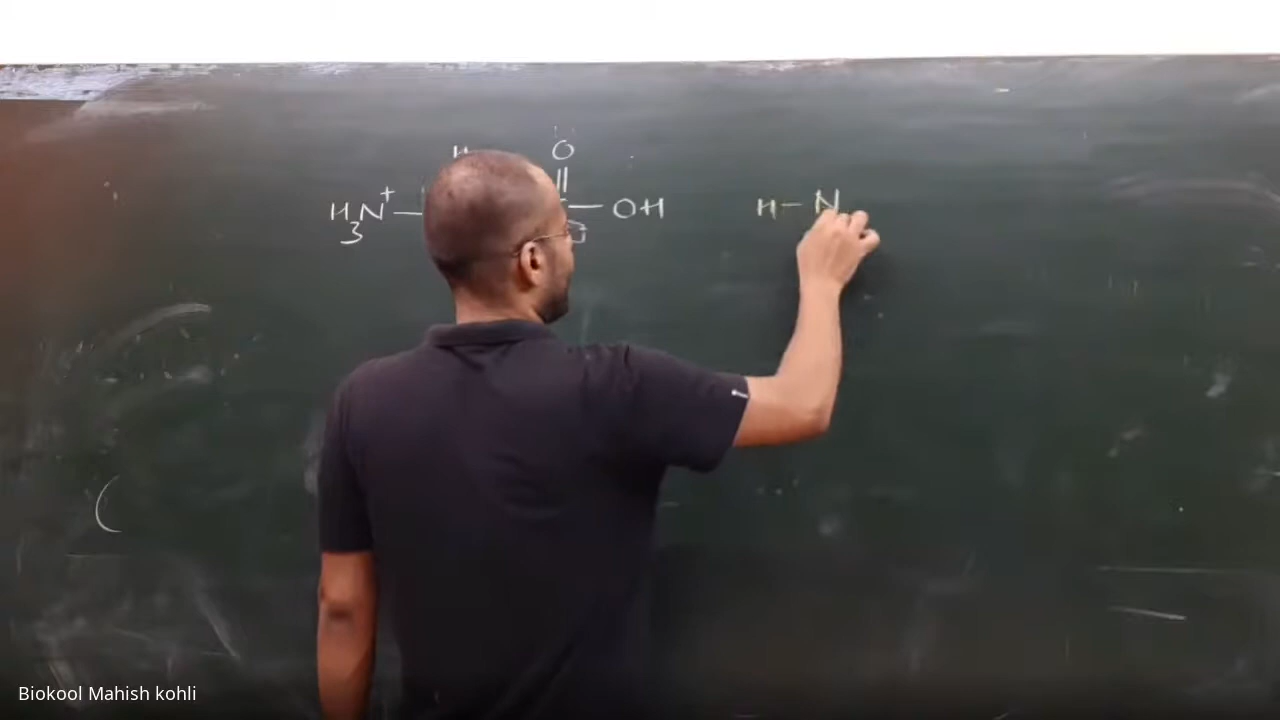 H
O
H3N+ — — OH H – N
Biokool Mahish kohli